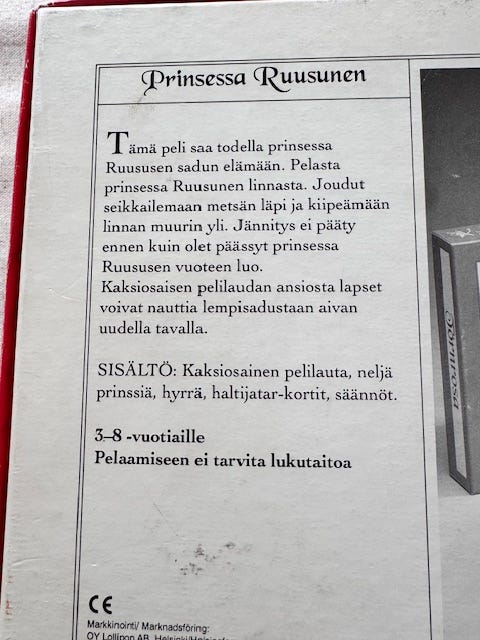 Prinsessa Ruusunen
Tämä peli saa todella prinsessa
Ruususen sadun elämään. Pelasta
prinsessa Ruusunen linnasta. Joudut
seikkailemaan metsän läpi ja kiipeämään
linnan muurin yli. Jännitys ei pääty
ennen kuin olet päässyt prinsessa
Ruususen vuoteen luo.
Kaksiosaisen pelilaudan ansiosta lapset
voivat nauttia lempisadustaan aivan
uudella tavalla.
SISÄLTÖ: Kaksiosainen pelilauta, neljä
prinssiä, hyrrä, haltijatar-kortit, säännöt.
3–8 -vuotiaille
Pelaamiseen ei tarvita lukutaitoa
CE
Markkinointi/ Marknadsföring:
OY Lollipop AB, Helsinki/Helsingfors